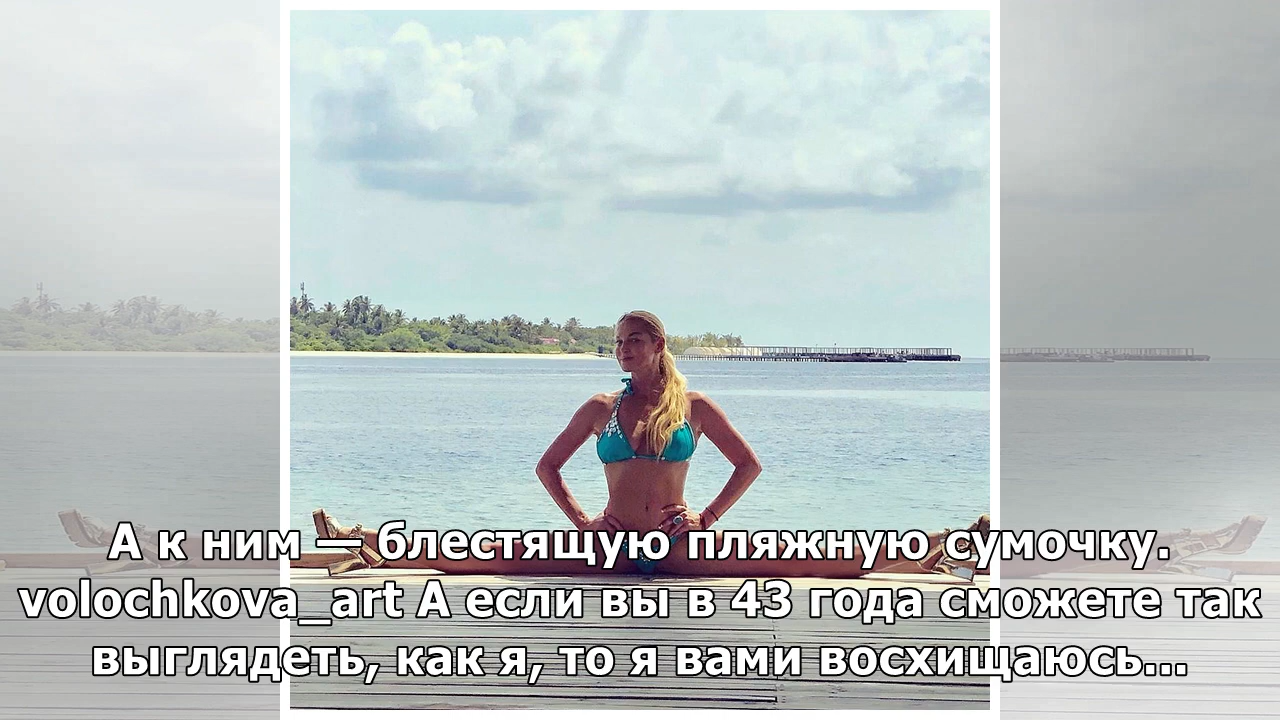 А к ним — блестящую пляжную сумочку.
volochkova_art А если вы в 43 года сможете так
выглядеть, как я, то я вами восхищаюсь...